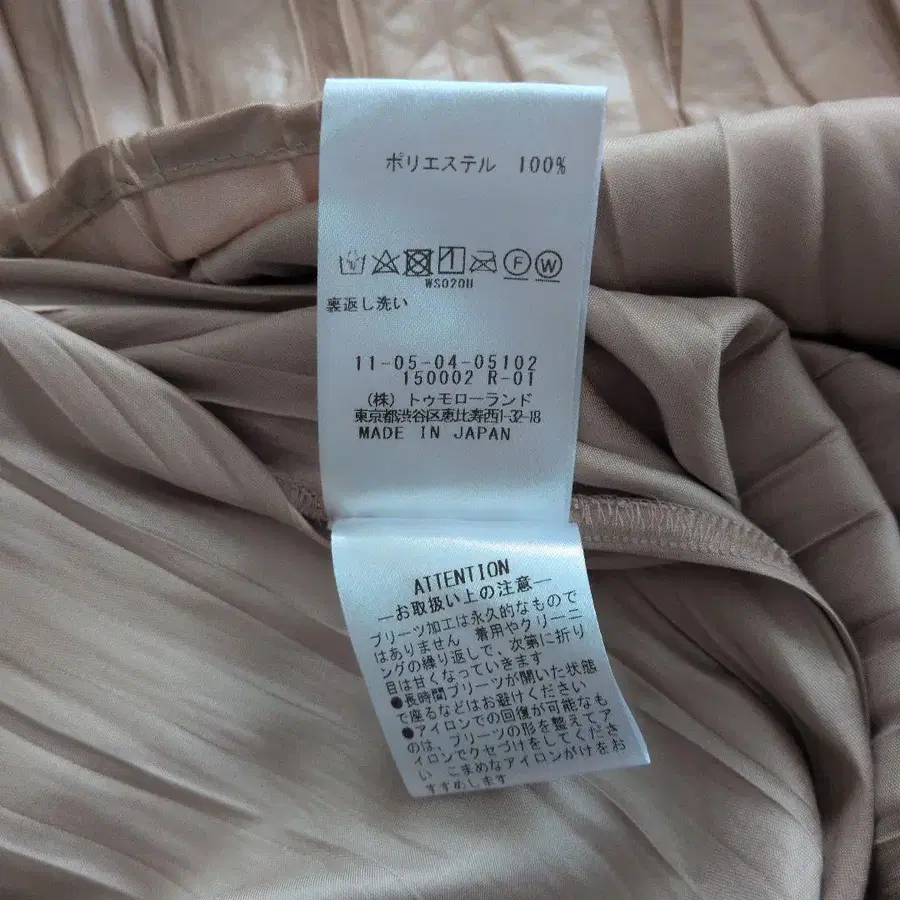 ポリエステル 100%
F W
WS020U
裏返し洗い
11-05-04-05102
150002 R-01
(株) トゥモローランド
東京都渋谷区恵比寿西1-32-18
MADE IN JAPAN
ATTENTION
―お取扱い上の注意―
プリーツ加工は永久的なもので
はありません 着用やクリーニ
ングの繰り返しで、次第に折り
目は甘くなっていきます
●長時間プリーツが開いた状態
で座るなどはお避けください
●アイロンでの回復が可能なも
のは、プリーツの形を整えてア
イロンでクセづけをしてくださ
い こまめなアイロンがけをお
すすめします